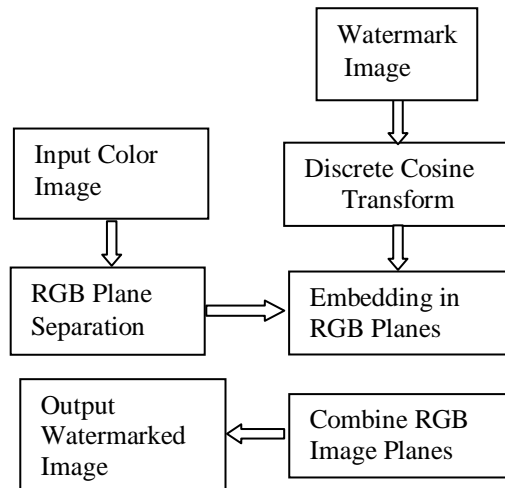 Watermark
Image
Input Color
Image
Discrete Cosine
Transform
RGB Plane
Separation
Embedding in
RGB Planes
Output
Watermarked
Image
Combine RGB
Image Planes